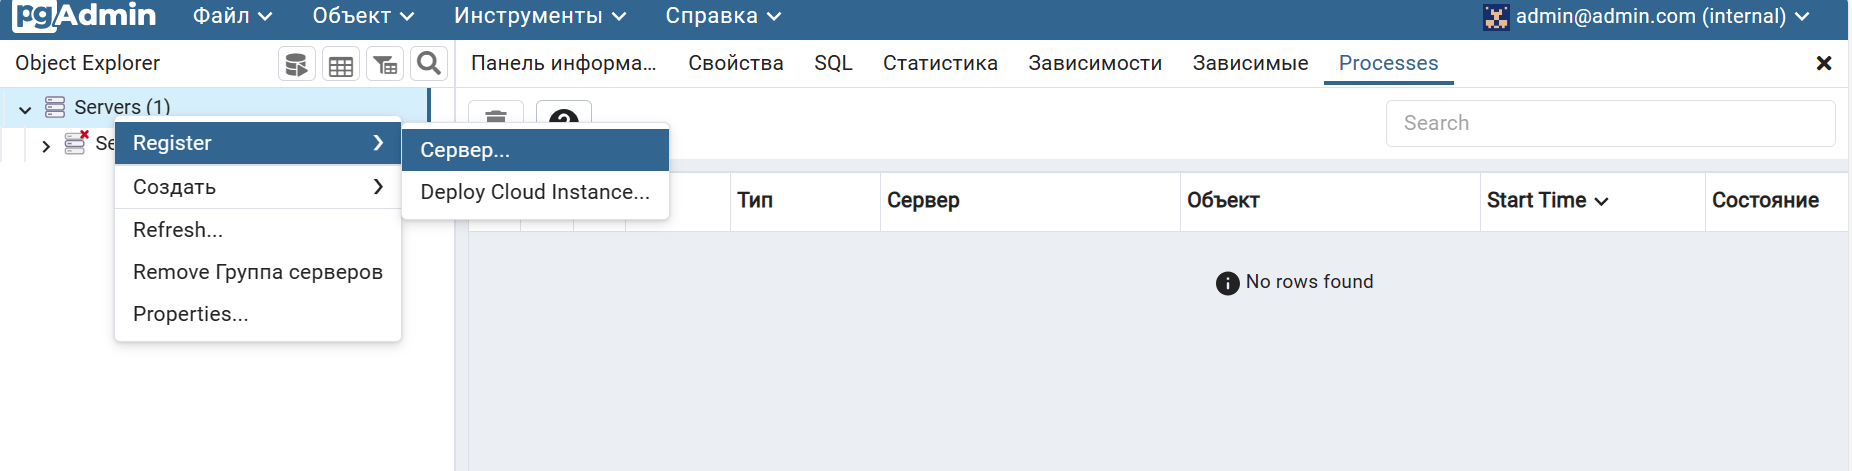 pgAdmin Файл Объект Инструменты Справка admin@admin.com (internal)
Object Explorer Панель информа... Свойства SQL Статистика Зависимости Зависимые Processes
Servers (1)
Search
Se
Register
Сервер...
Создать
Deploy Cloud Instance...
Refresh...
Remove Группа серверов
Properties...
Тип Сервер Объект Start Time Состояние
No rows found